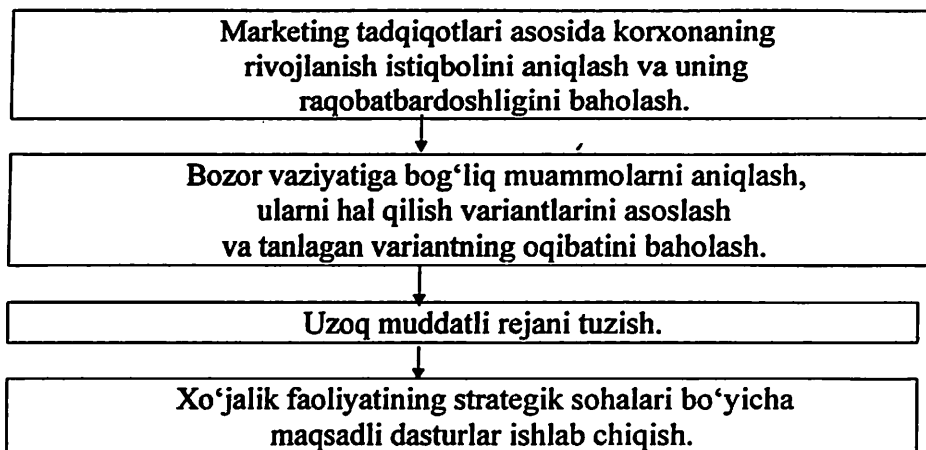 Marketing tadqiqotlari asosida korxonaning
rivojlanish istiqbolini aniqlash va uning
raqobatbardoshligini baholash.
Bozor vaziyatiga bog‘liq muammolarni aniqlash,
ularni hal qilish variantlarini asoslash
va tanlagan variantning oqibatini baholash.
Uzoq muddatli rejani tuzish.
Xo‘jalik faoliyatining strategik sohalari bo‘yicha
maqsadli dasturlar ishlab chiqish.